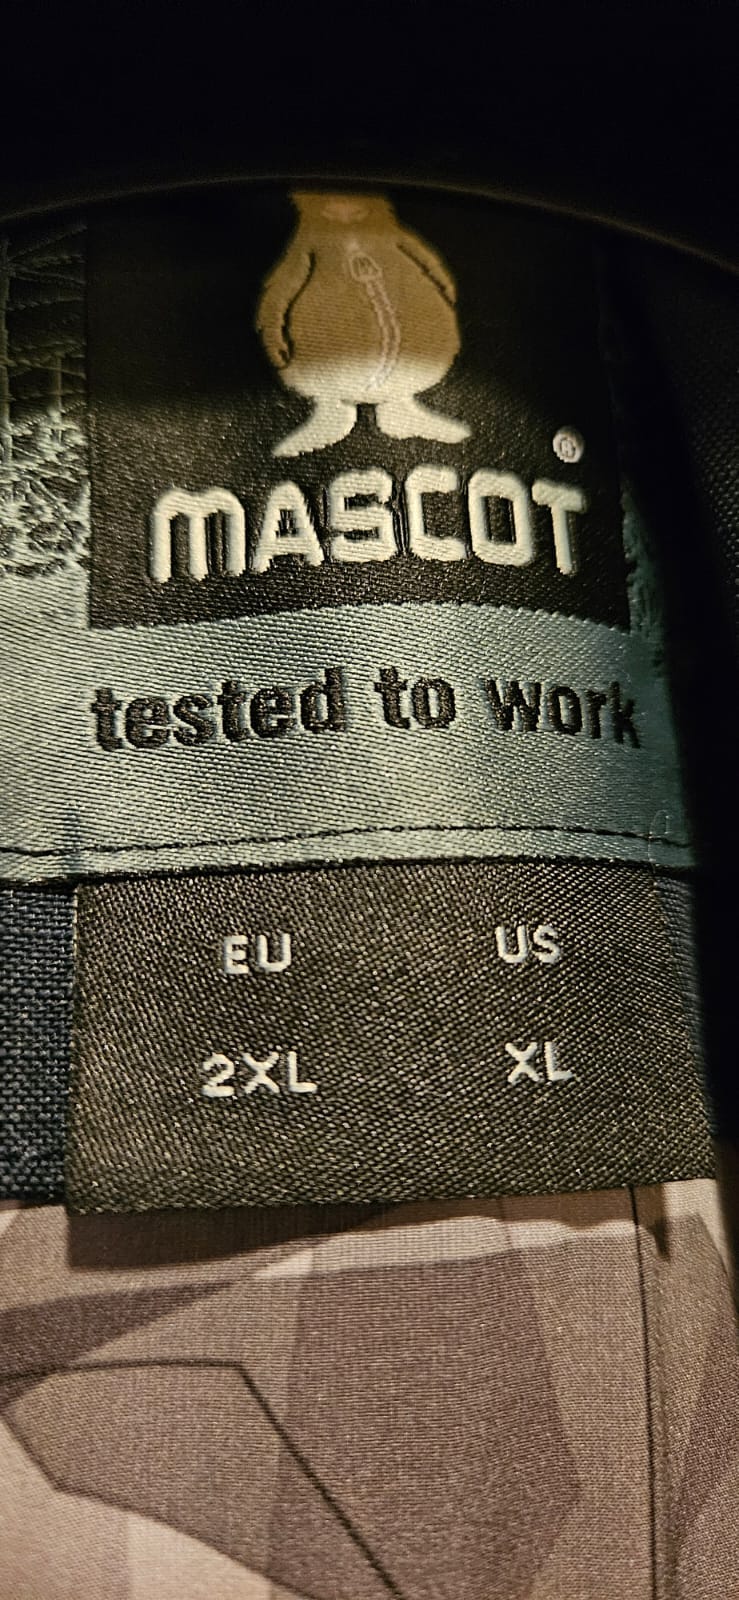 ®
MASCOT
tested to work
EU US
2XL XL